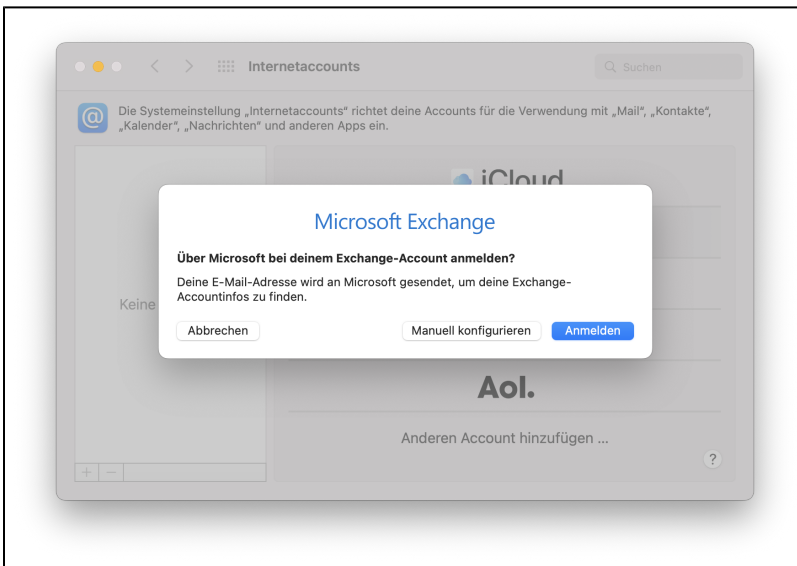 Internetaccounts
Suchen
Die Systemeinstellung „Internetaccounts“ richtet deine Accounts für die Verwendung mit „Mail“, „Kontakte“,
„Kalender“, „Nachrichten“ und anderen Apps ein.
iCloud
Microsoft Exchange
Über Microsoft bei deinem Exchange-Account anmelden?
Deine E-Mail-Adresse wird an Microsoft gesendet, um deine Exchange-
Accountinfos zu finden.
Keine
Abbrechen
Manuell konfigurieren
Anmelden
Aol.
Anderen Account hinzufügen ...
?